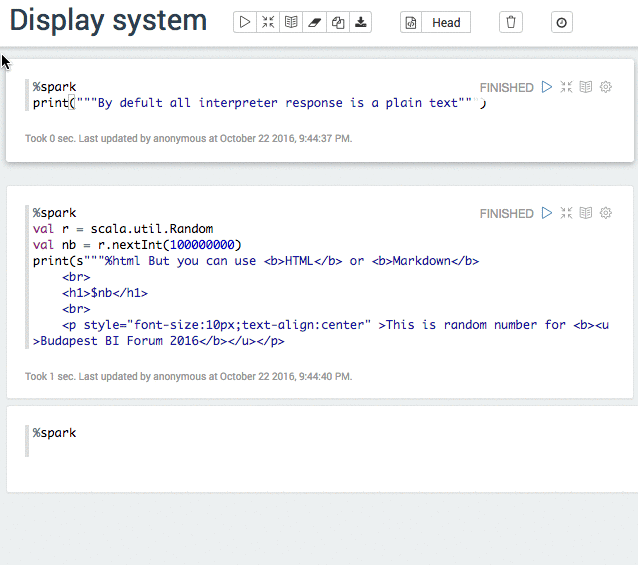 Display system
Head
%spark
FINISHED
print("""By defult all interpreter response is a plain text""")
Took 0 sec. Last updated by anonymous at October 22 2016, 9:44:37 PM.
%spark
FINISHED
val r = scala.util.Random
val nb = r.nextInt(100000000)
print(s"""%html But you can use <b>HTML</b> or <b>Markdown</b>
<br>
<h1>$nb</h1>
<br>
<p style="font-size:10px;text-align:center" >This is random number for <b><u
>Budapest BI Forum 2016</b></u></p>
Took 1 sec. Last updated by anonymous at October 22 2016, 9:44:40 PM.
%spark